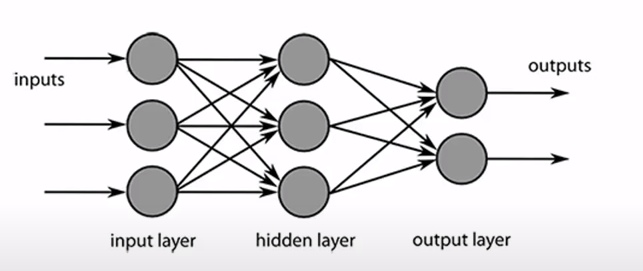 inputs
outputs
input layer
hidden layer
output layer